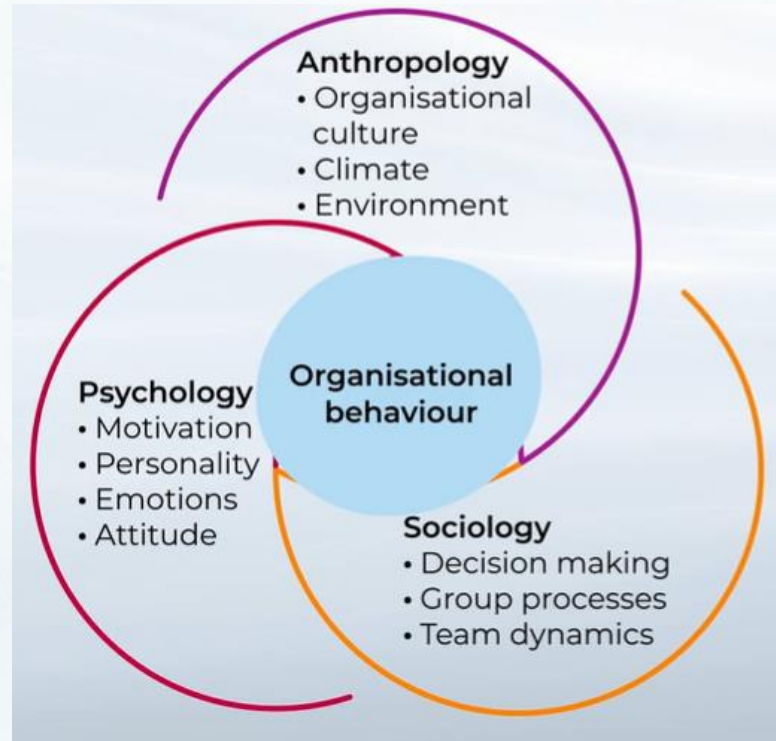 Anthropology
• Organisational
culture
• Climate
• Environment
Organisational
behaviour
Psychology
• Motivation
• Personality
• Emotions
• Attitude
Sociology
• Decision making
• Group processes
• Team dynamics